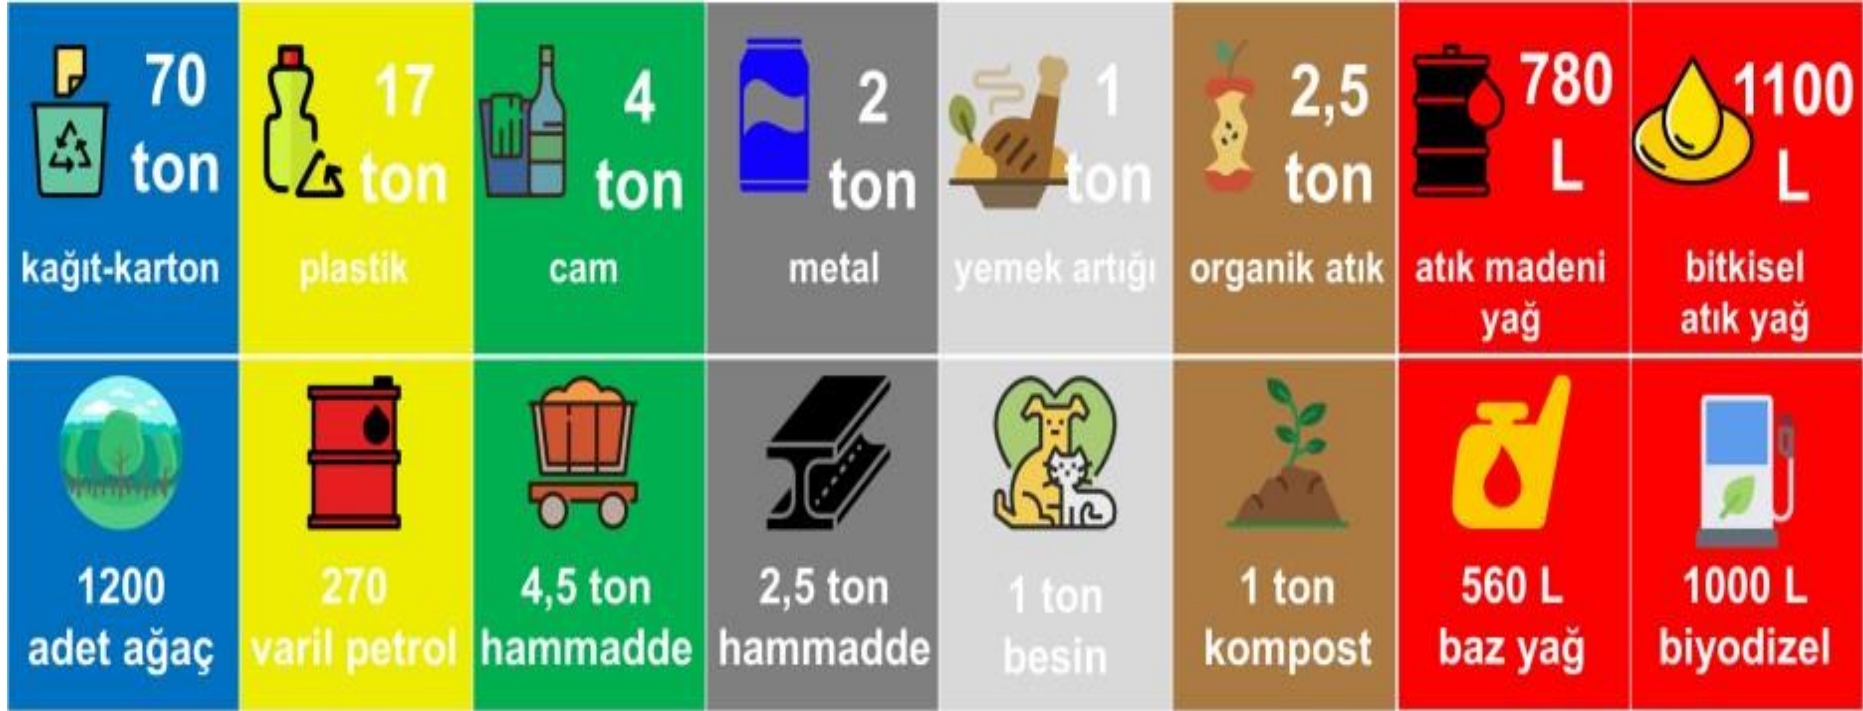 70
ton
kağıt-karton
17
ton
plastik
4
ton
cam
2
ton
metal
1
ton
yemek artığı
2,5
ton
organik atık
780
L
atık madeni
yağ
1100
L
bitkisel
atık yağ
1200
adet ağaç
270
varil petrol
4,5 ton
hammadde
2,5 ton
hammadde
1 ton
besin
1 ton
kompost
560 L
baz yağ
1000 L
biyodizel